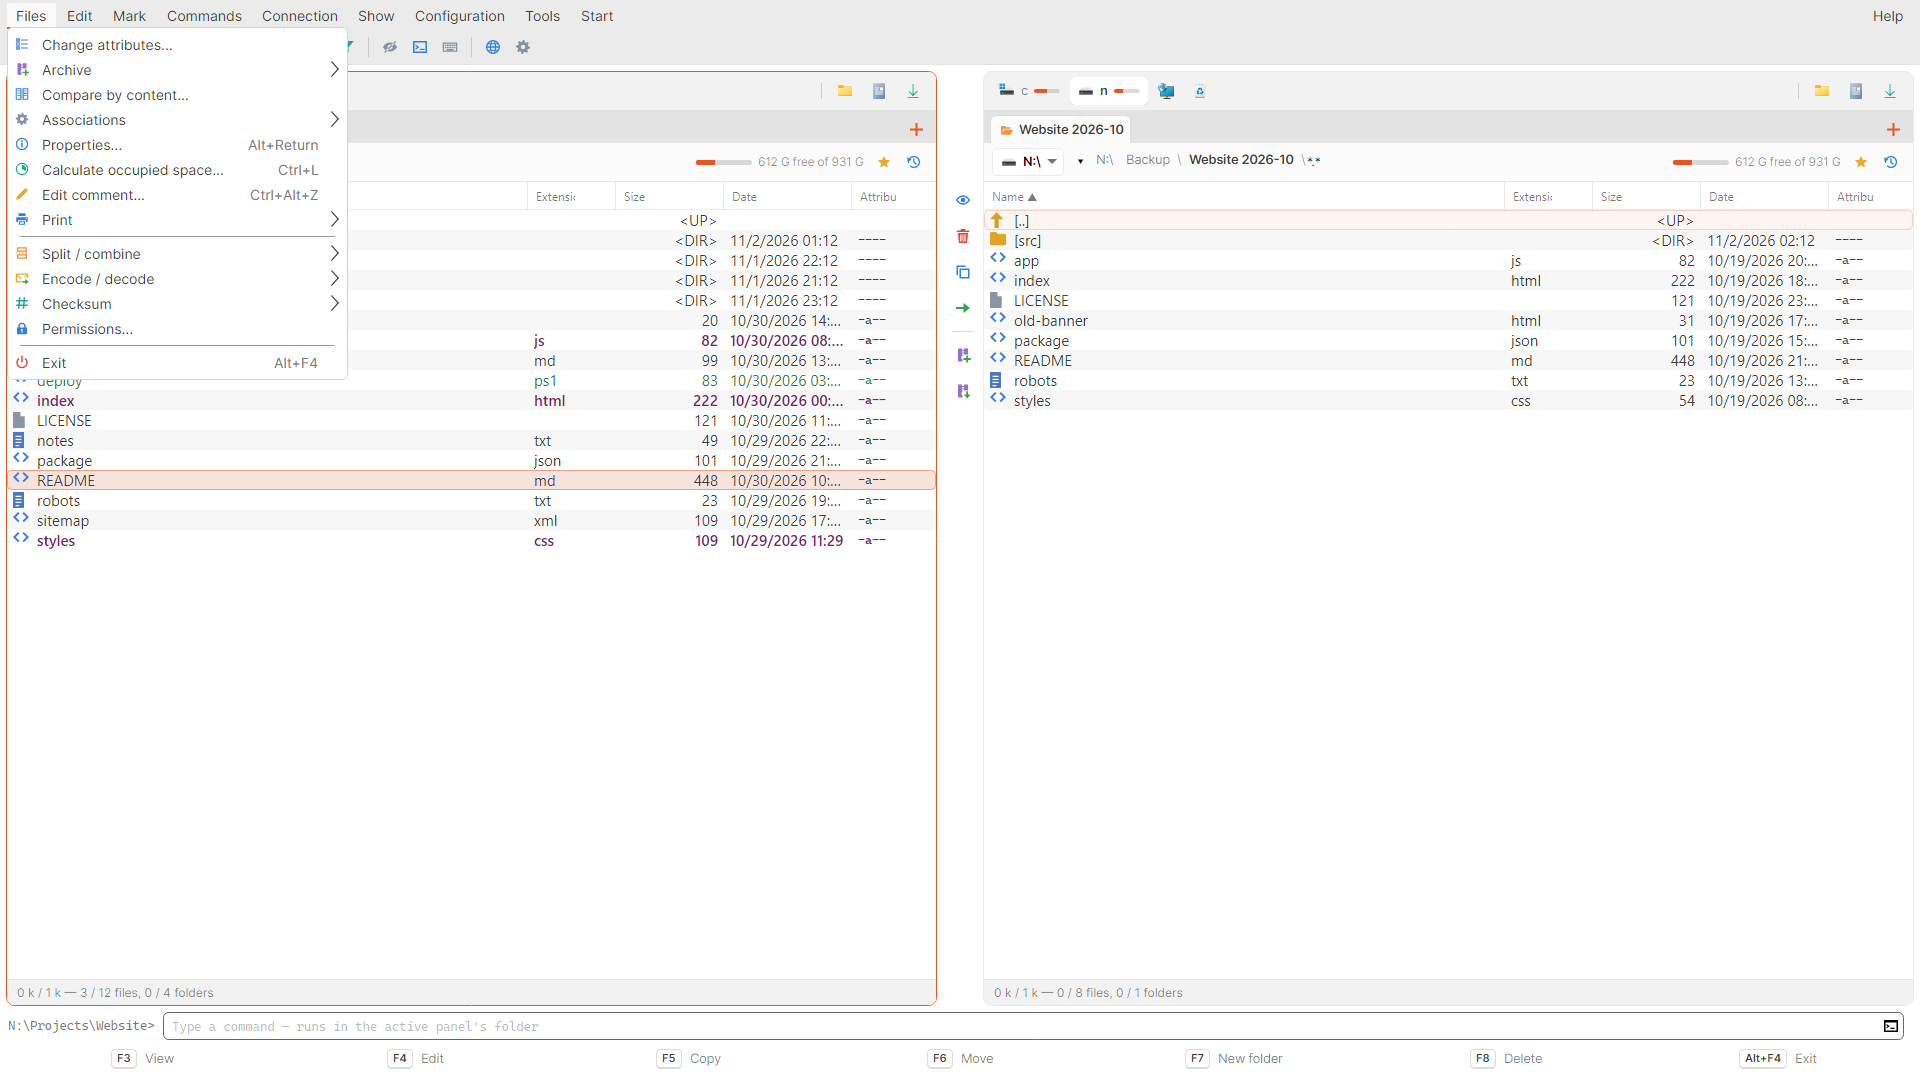 Files Edit Mark Commands Connection Show Configuration Tools Start Help
Change attributes...
Archive
Compare by content...
Associations
Properties... Alt+Return
Calculate occupied space... Ctrl+L
Edit comment... Ctrl+Alt+Z
Print
Split / combine
Encode / decode
Checksum
Permissions...
Exit Alt+F4
612 G free of 931 G
Extensi Size Date Attribu
<UP>
<DIR> 11/2/2026 01:12 ----
<DIR> 11/1/2026 22:12 ----
<DIR> 11/1/2026 21:12 ----
<DIR> 11/1/2026 23:12 ----
20 10/30/2026 14:... -a--
js 82 10/30/2026 08:... -a--
md 99 10/30/2026 13:... -a--
deploy ps1 83 10/30/2026 03:... -a--
index html 222 10/30/2026 00:... -a--
LICENSE 121 10/30/2026 11:... -a--
notes txt 49 10/29/2026 22:... -a--
package json 101 10/29/2026 21:... -a--
README md 448 10/30/2026 10:... -a--
robots txt 23 10/29/2026 19:... -a--
sitemap xml 109 10/29/2026 17:... -a--
styles css 109 10/29/2026 11:29 -a--
0 k / 1 k — 3 / 12 files, 0 / 4 folders
c n
Website 2026-10
N:\ N:\ Backup \ Website 2026-10 \*.* 612 G free of 931 G
Name Extensi Size Date Attribu
[..] <UP>
[src] <DIR> 11/2/2026 02:12 ----
app js 82 10/19/2026 20:... -a--
index html 222 10/19/2026 18:... -a--
LICENSE 121 10/19/2026 23:... -a--
old-banner html 31 10/19/2026 17:... -a--
package json 101 10/19/2026 15:... -a--
README md 448 10/19/2026 21:... -a--
robots txt 23 10/19/2026 13:... -a--
styles css 54 10/19/2026 08:... -a--
0 k / 1 k — 0 / 8 files, 0 / 1 folders
N:\Projects\Website> Type a command — runs in the active panel's folder
F3 View F4 Edit F5 Copy F6 Move F7 New folder F8 Delete Alt+F4 Exit